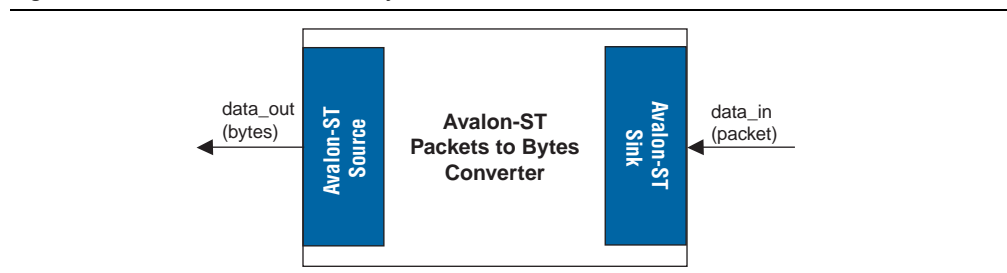 data_out
(bytes)
Avalon-ST
Source
Avalon-ST
Packets to Bytes
Converter
Avalon-ST
Sink
data_in
(packet)